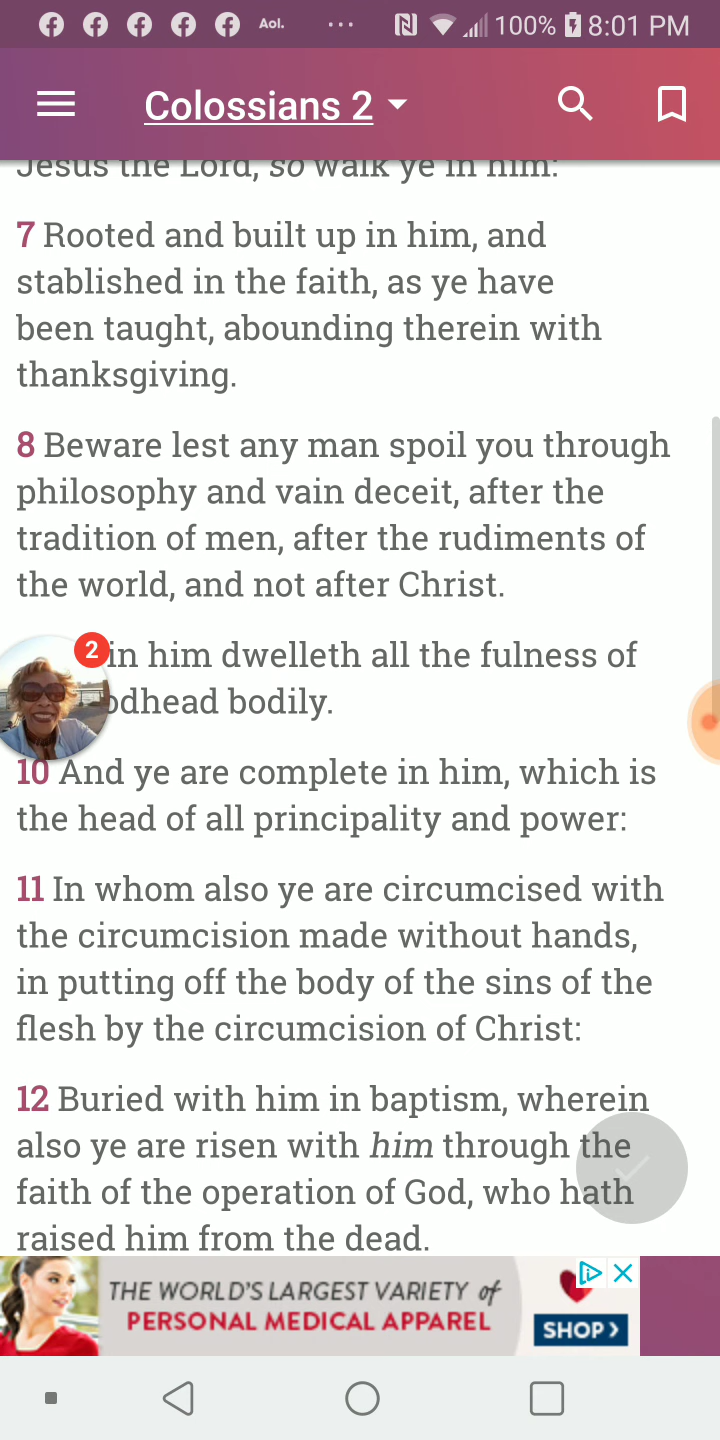 Aol. ... 100% 8:01 PM
Colossians 2
Jesus the Lord, so walk ye in him:
7 Rooted and built up in him, and
stablished in the faith, as ye have
been taught, abounding therein with
thanksgiving.
8 Beware lest any man spoil you through
philosophy and vain deceit, after the
tradition of men, after the rudiments of
the world, and not after Christ.
2
in him dwelleth all the fulness of
odhead bodily.
10 And ye are complete in him, which is
the head of all principality and power:
11 In whom also ye are circumcised with
the circumcision made without hands,
in putting off the body of the sins of the
flesh by the circumcision of Christ:
12 Buried with him in baptism, wherein
also ye are risen with him through the
faith of the operation of God, who hath
raised him from the dead.
THE WORLD'S LARGEST VARIETY of
PERSONAL MEDICAL APPAREL
SHOP >